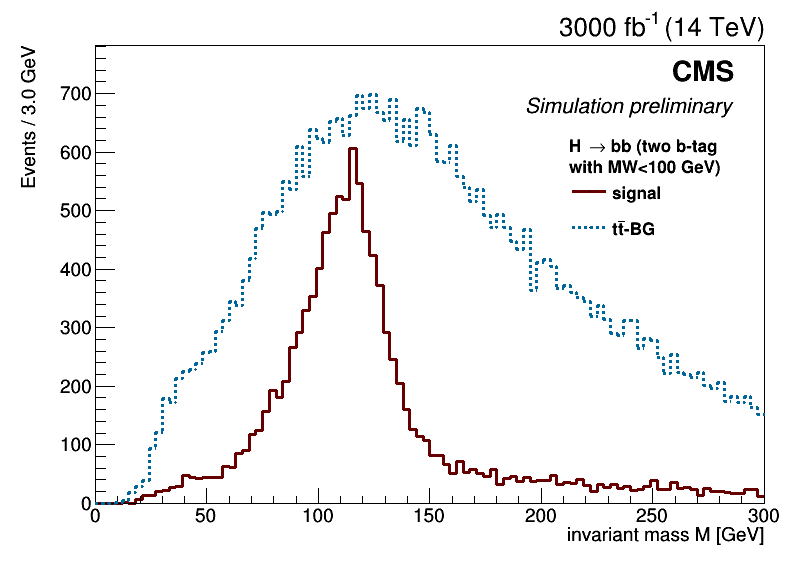 3000 fb-1 (14 TeV)
Events / 3.0 GeV
CMS
Simulation preliminary
H → bb (two b-tag
with MW<100 GeV)
signal
tt̄-BG
700
600
500
400
300
200
100
0
0 50 100 150 200 250 300
invariant mass M [GeV]